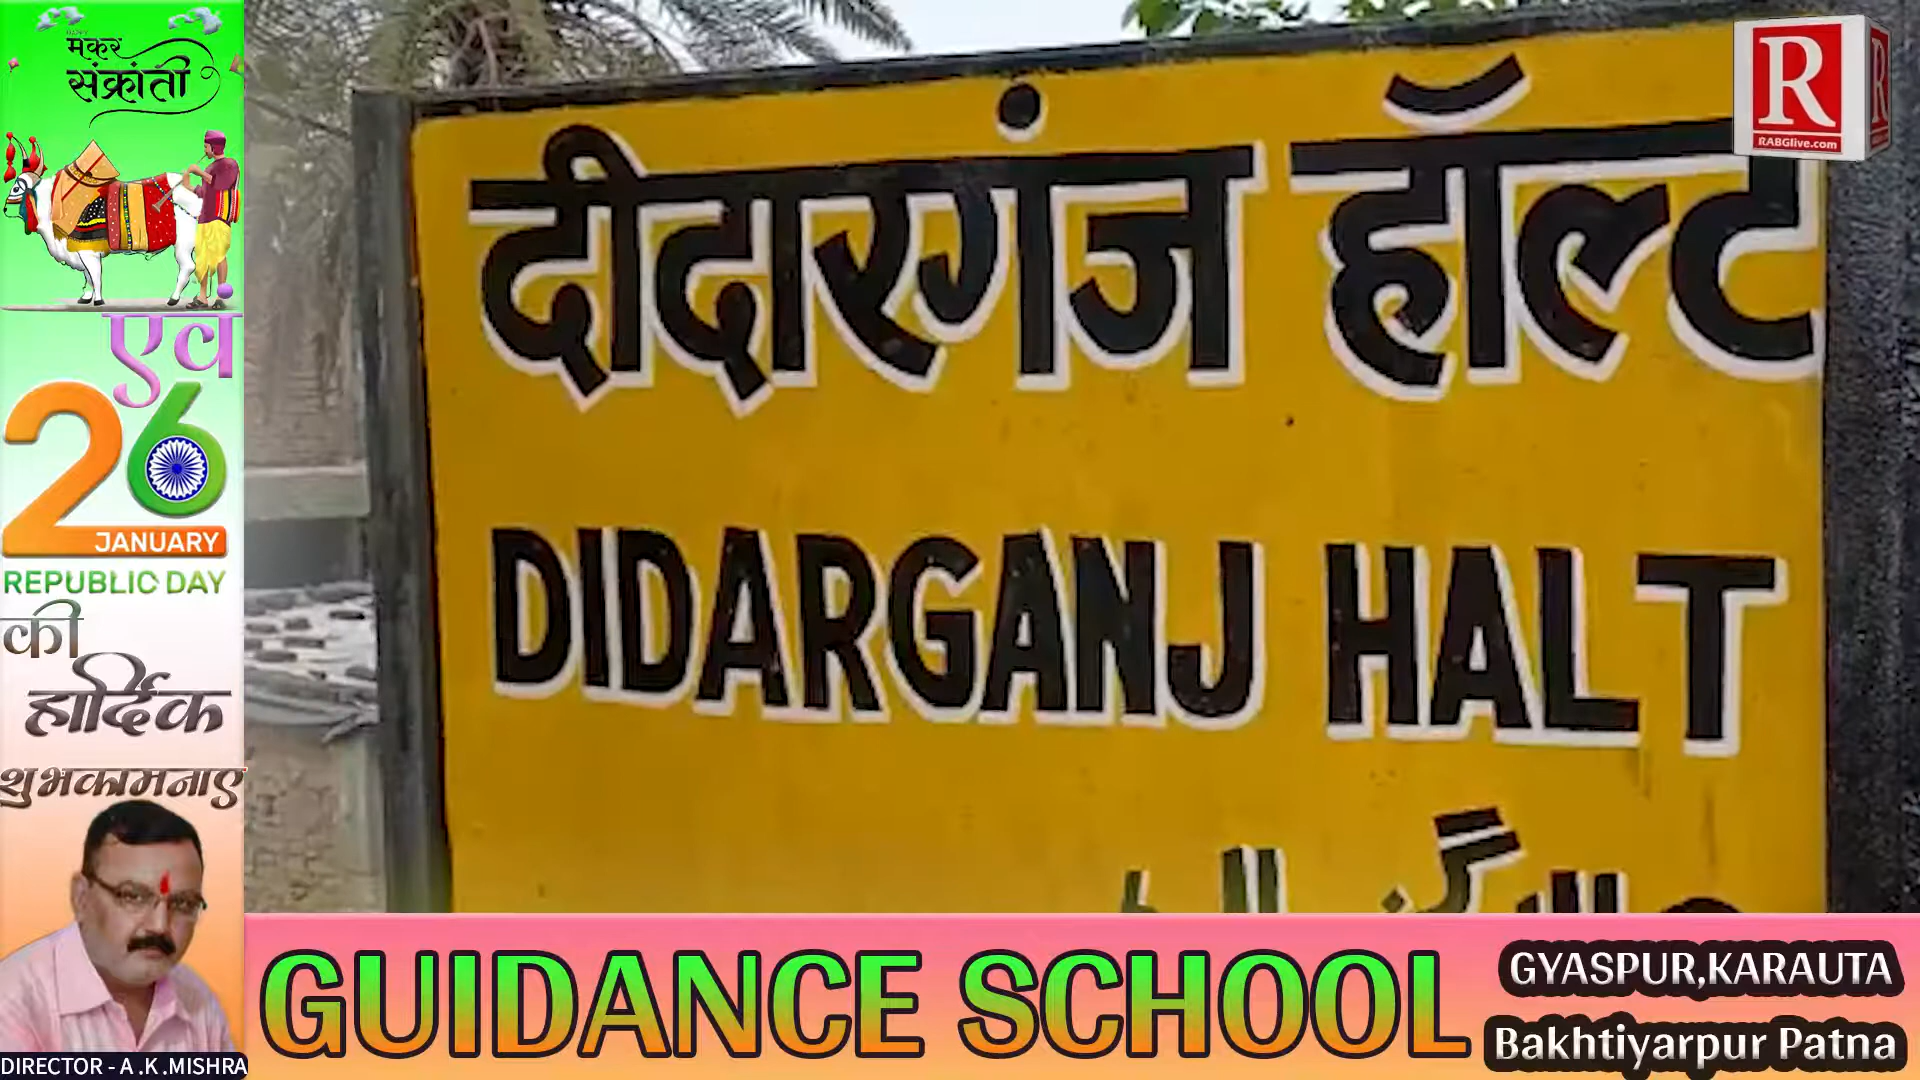 मकर
संक्रांती
एवं
26
JANUARY
REPUBLIC DAY
की
हार्दिक
शुभकामनाएं
DIRECTOR - A.K.MISHRA
दीदारगंज हॉल्ट
DIDARGANJ HALT
R
RABGlive.com
GUIDANCE SCHOOL
GYASPUR,KARAUTA
Bakhtiyarpur Patna